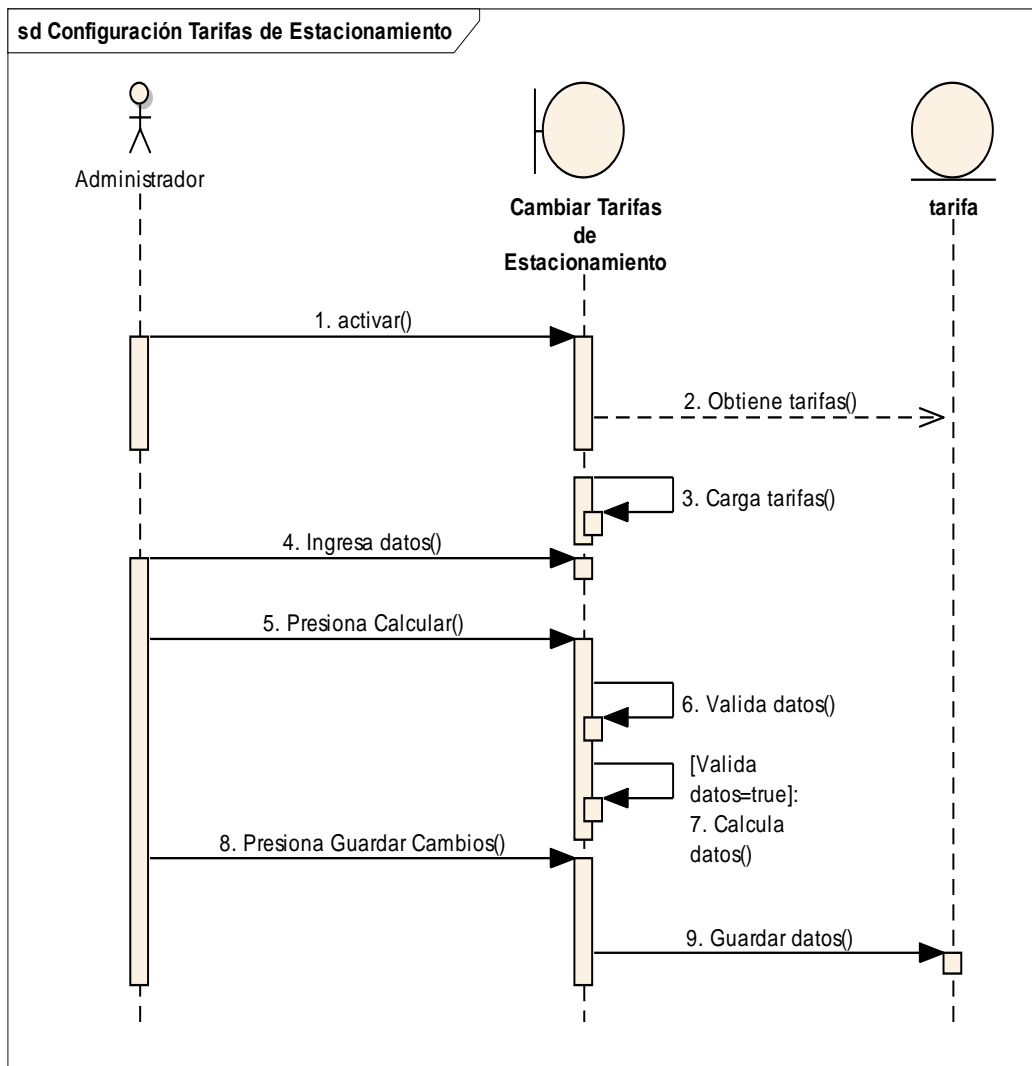 sd Configuración Tarifas de Estacionamiento
Administrador
Cambiar Tarifas
de
Estacionamiento
tarifa
1. activar()
2. Obtiene tarifas()
3. Carga tarifas()
4. Ingresa datos()
5. Presiona Calcular()
6. Valida datos()
[Valida
datos=true]:
7. Calcula
datos()
8. Presiona Guardar Cambios()
9. Guardar datos()